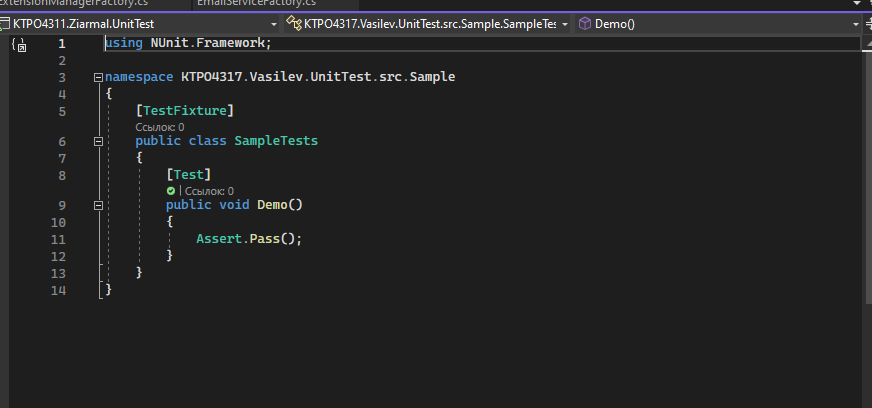 ExtensionManagerFactory.cs EmailServiceFactory.cs
KTPO4311.Ziarmal.UnitTest KTPO4317.Vasilev.UnitTest.src.Sample.SampleTes Demo()
1 using NUnit.Framework;
2
3 namespace KTPO4317.Vasilev.UnitTest.src.Sample
4 {
5 [TestFixture]
Ссылок: 0
6 public class SampleTests
7 {
8 [Test]
| Ссылок: 0
9 public void Demo()
10 {
11 Assert.Pass();
12 }
13 }
14 }